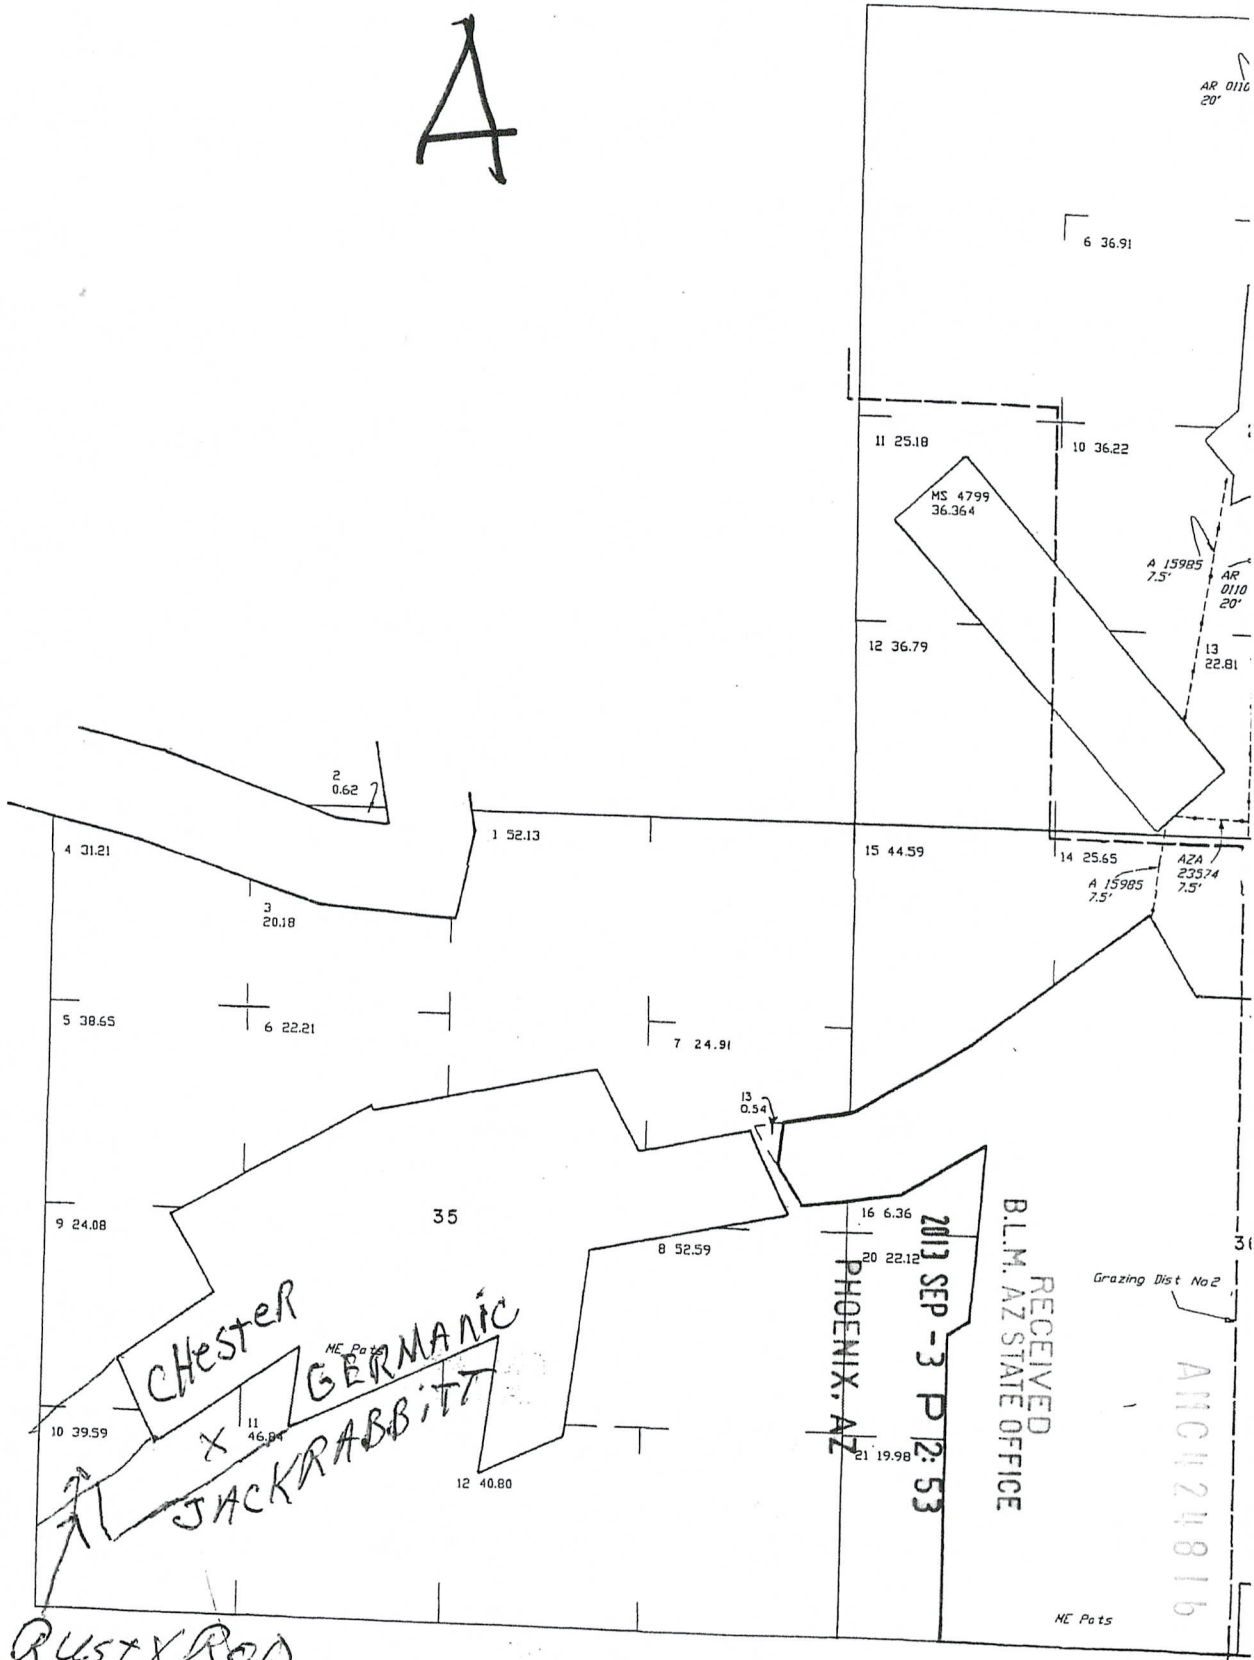 A
AR 0110
20'
6 36.91
11 25.18
10 36.22
MS 4799
36.364
A 15985
7.5'
AR
0110
20'
12 36.79
13
22.81
2
0.62
4 31.21
1 52.13
15 44.59
14 25.65
A 15985
7.5'
AZA
23574
7.5'
3
20.18
5 38.65
6 22.21
7 24.91
13
0.54
9 24.08
35
8 52.59
16 6.36
20 22.12
Grazing Dist No 2
RECEIVED
B.L.M. AZ STATE OFFICE
2013 SEP -3 P 2:53
PHOENIX, AZ
AMC424816
CHESTER
ME Pats
GERMANIC
10 39.59
X
11
46.84
JACKRABBITT
12 40.80
21 19.98
ME Pats
RUSTY ROD